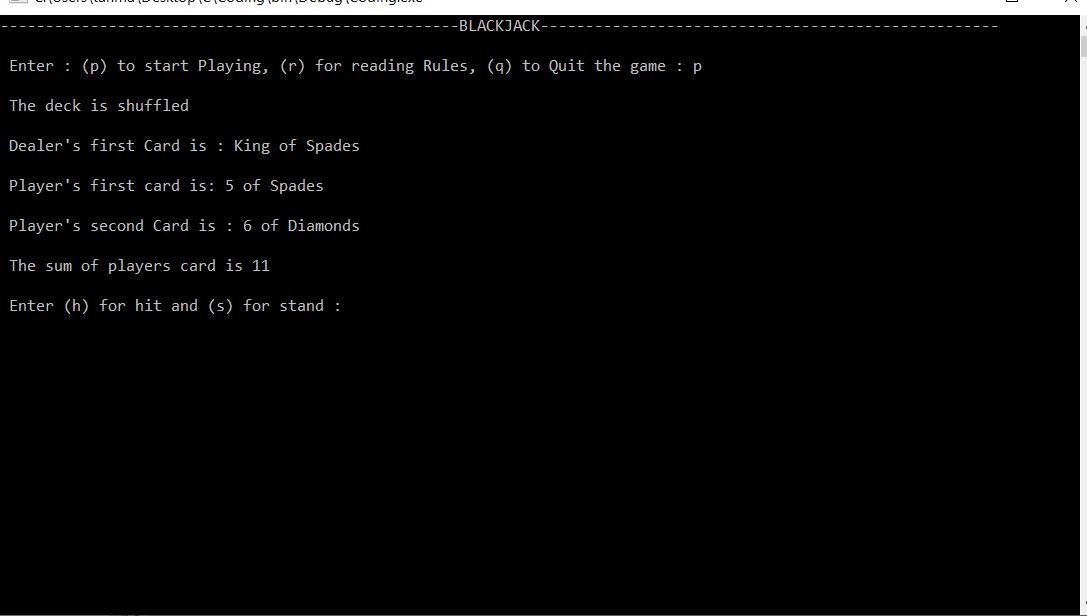 ---------------------------------------------------BLACKJACK---------------------------------------------------
Enter : (p) to start Playing, (r) for reading Rules, (q) to Quit the game : p
The deck is shuffled
Dealer's first Card is : King of Spades
Player's first card is: 5 of Spades
Player's second Card is : 6 of Diamonds
The sum of players card is 11
Enter (h) for hit and (s) for stand :